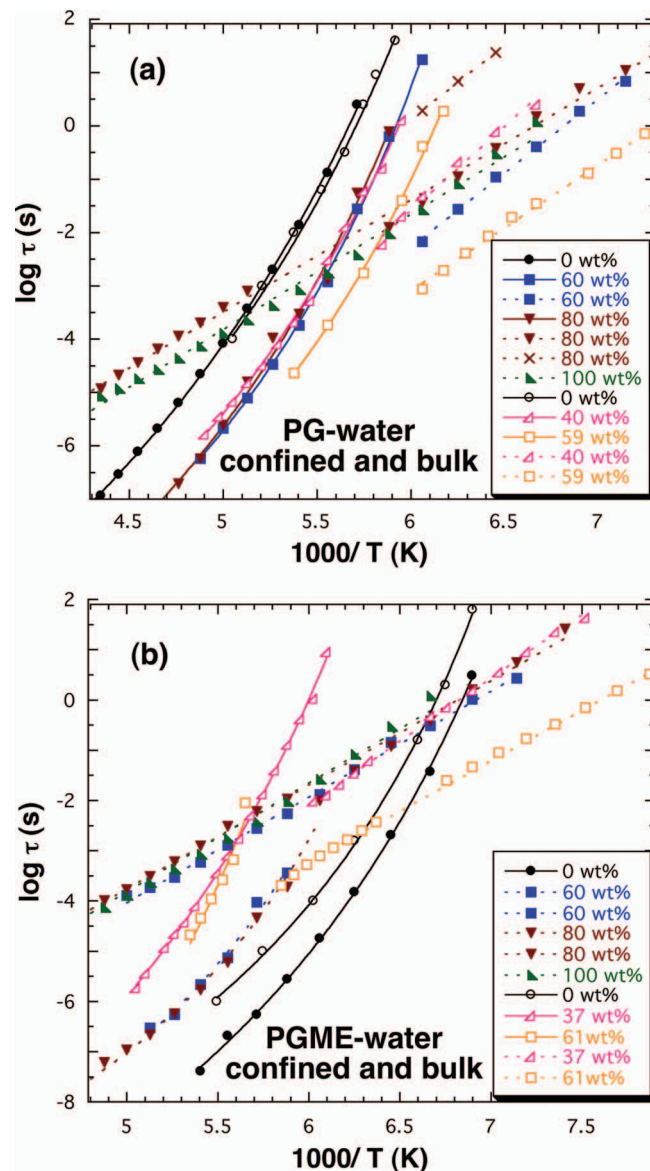 (a)
2
0
-2
-4
-6
log τ (s)
4.5 5 5.5 6 6.5 7
1000/ T (K)
PG-water
confined and bulk
0 wt%
60 wt%
60 wt%
80 wt%
80 wt%
80 wt%
100 wt%
0 wt%
40 wt%
59 wt%
40 wt%
59 wt%
(b)
2
0
-2
-4
-6
-8
log τ (s)
5 5.5 6 6.5 7 7.5
1000/ T (K)
PGME-water
confined and bulk
0 wt%
60 wt%
60 wt%
80 wt%
80 wt%
100 wt%
0 wt%
37 wt%
61wt%
37 wt%
61wt%